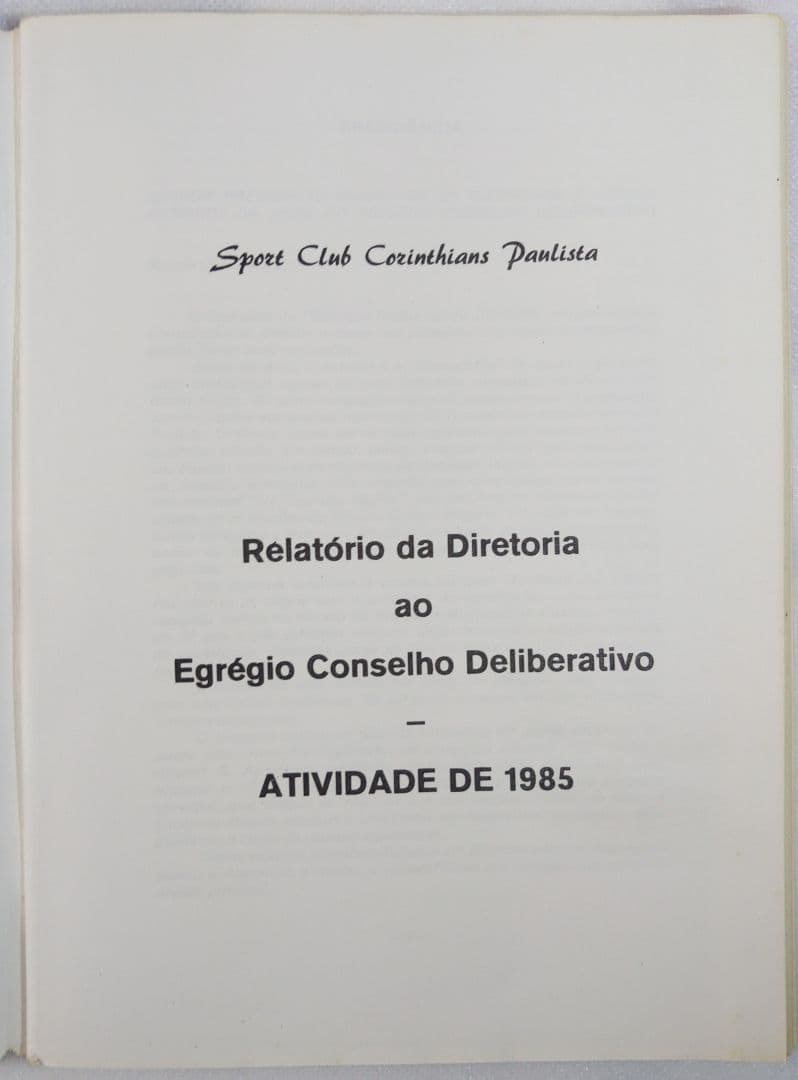 Sport Club Corinthians Paulista
Relatório da Diretoria
ao
Egrégio Conselho Deliberativo
—
ATIVIDADE DE 1985